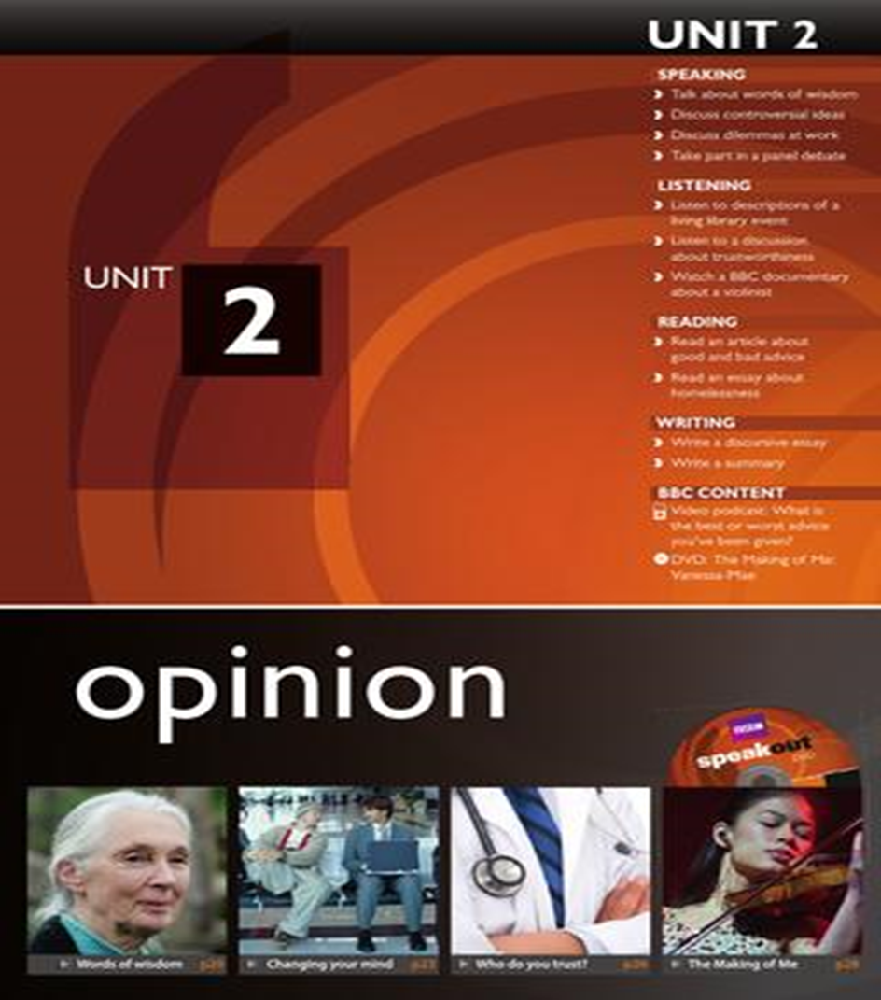 UNIT 2
SPEAKING
Talk about words of wisdom
Discuss controversial ideas
Discuss dilemmas at work
Take part in a panel debate
LISTENING
Listen to descriptions of a
living library event
Listen to a discussion
about trustworthiness
Watch a BBC documentary
about a violinist
READING
Read an article about
good and bad advice
Read an essay about
homelessness
WRITING
Write a discursive essay
Write a summary
BBC CONTENT
Video podcast: What is
the best or worst advice
you've been given?
DVD: The Making of Me:
Vanessa-Mae
UNIT
2
opinion
speakout
Words of wisdom
Changing your mind
Who do you trust?
The Making of Me